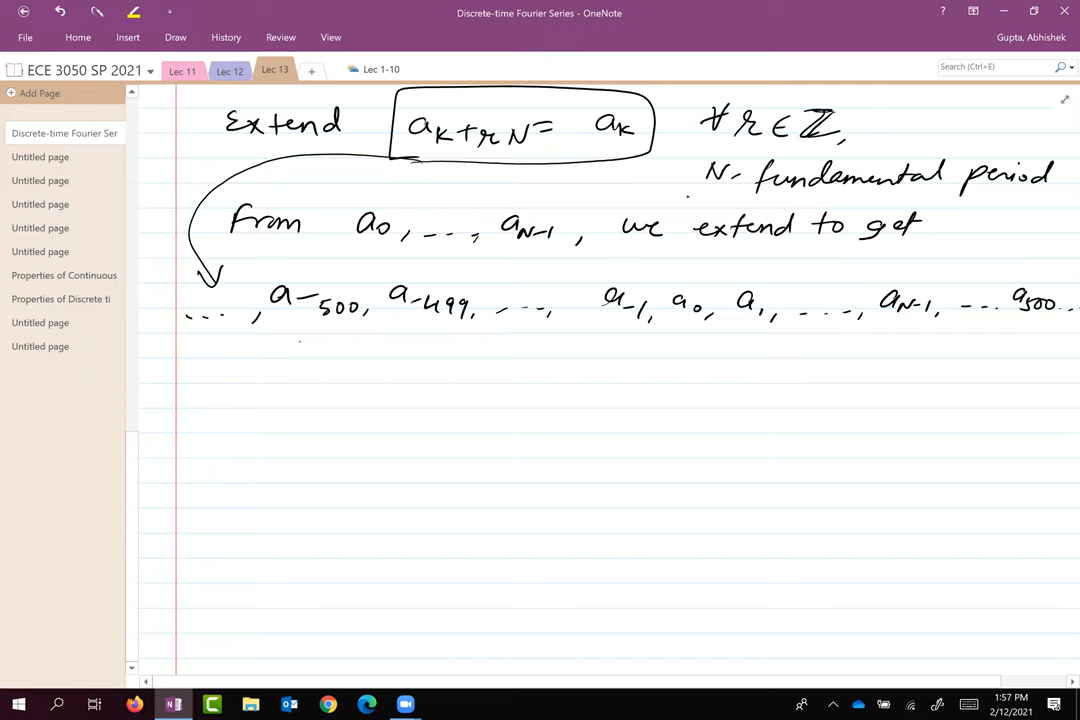 Discrete-time Fourier Series - OneNote
File Home Insert Draw History Review View
Gupta, Abhishek
ECE 3050 SP 2021
Lec 11 Lec 12 Lec 13 + Lec 1-10
Search (Ctrl+E)
Add Page
Discrete-time Fourier Ser
Untitled page
Untitled page
Untitled page
Untitled page
Untitled page
Properties of Continuous
Properties of Discrete ti
Untitled page
Untitled page
Extend a_{K+rN} = a_K ∀ r ∈ ℤ,
N- fundamental period
From a_0, ..., a_{N-1}, we extend to get
..., a_{-500}, a_{-499}, ..., a_{-1}, a_0, a_1, ..., a_{N-1}, ... a_{500} ...
1:57 PM
2/12/2021